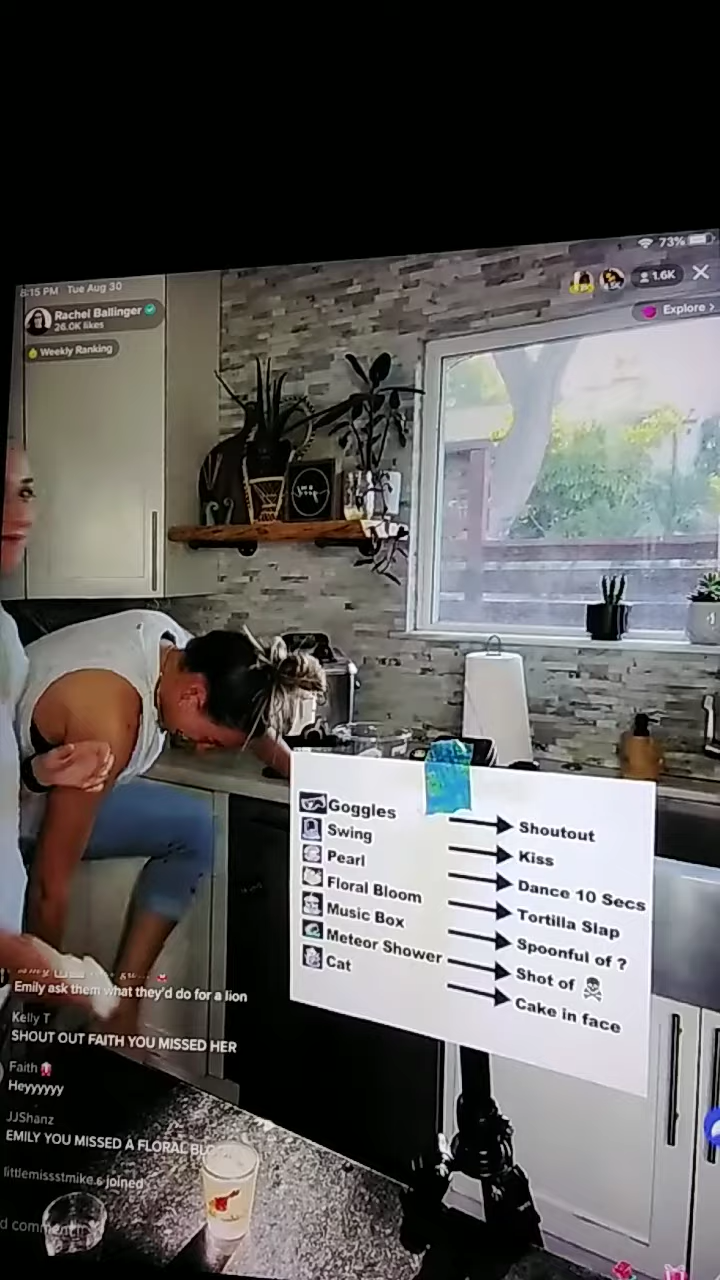 8:15 PM Tue Aug 30
73%
Rachel Ballinger
26.0K likes
1.6K
Explore >
Weekly Ranking
Goggles
Swing
Pearl
Floral Bloom
Music Box
Meteor Shower
Cat
Shoutout
Kiss
Dance 10 Secs
Tortilla Slap
Spoonful of ?
Shot of ☠
Cake in face
Emily ask them what they'd do for a lion
Kelly T
SHOUT OUT FAITH YOU MISSED HER
Faith
Heyyyyyy
JJShanz
EMILY YOU MISSED A FLORAL BLO
littlemissstmike.s joined
d comment